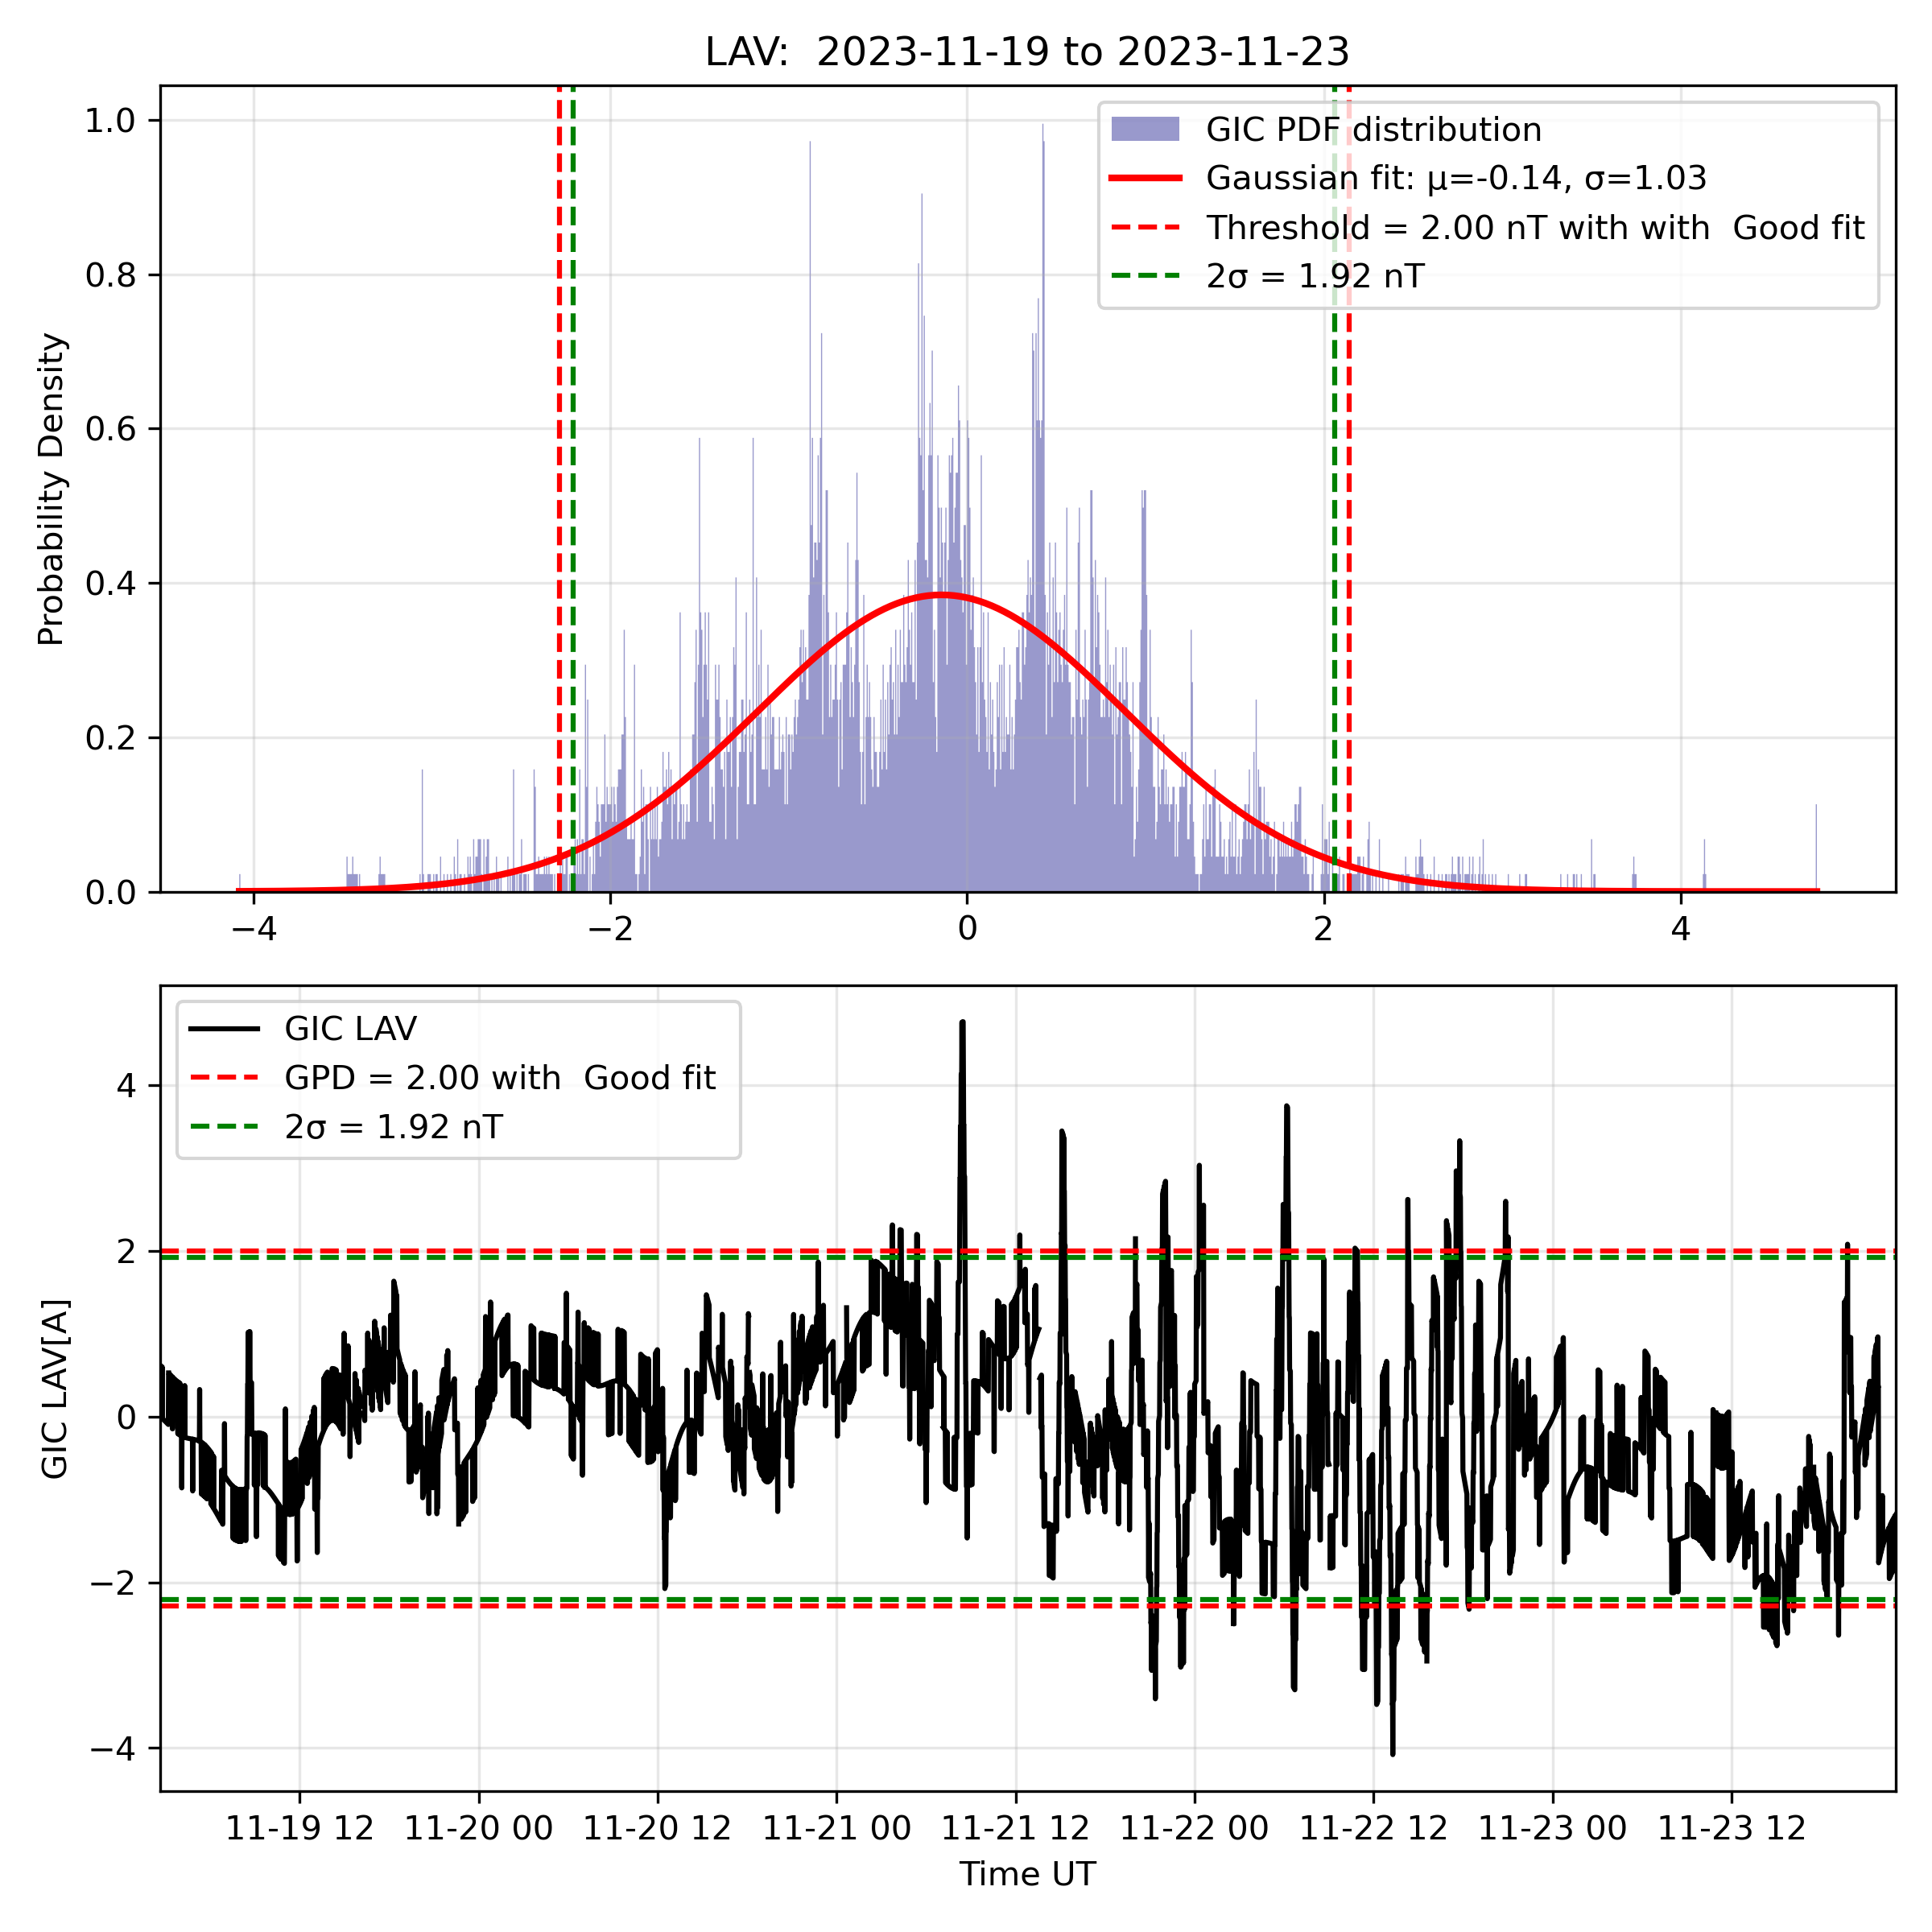 LAV:  2023-11-19 to 2023-11-23
Probability Density
1.0
0.8
0.6
0.4
0.2
0.0
GIC PDF distribution
Gaussian fit: μ=-0.14, σ=1.03
Threshold = 2.00 nT with with  Good fit
2σ = 1.92 nT
−4
−2
0
2
4
GIC LAV[A]
4
2
0
−2
−4
GIC LAV
GPD = 2.00 with  Good fit
2σ = 1.92 nT
11-19 12
11-20 00
11-20 12
11-21 00
11-21 12
11-22 00
11-22 12
11-23 00
11-23 12
Time UT